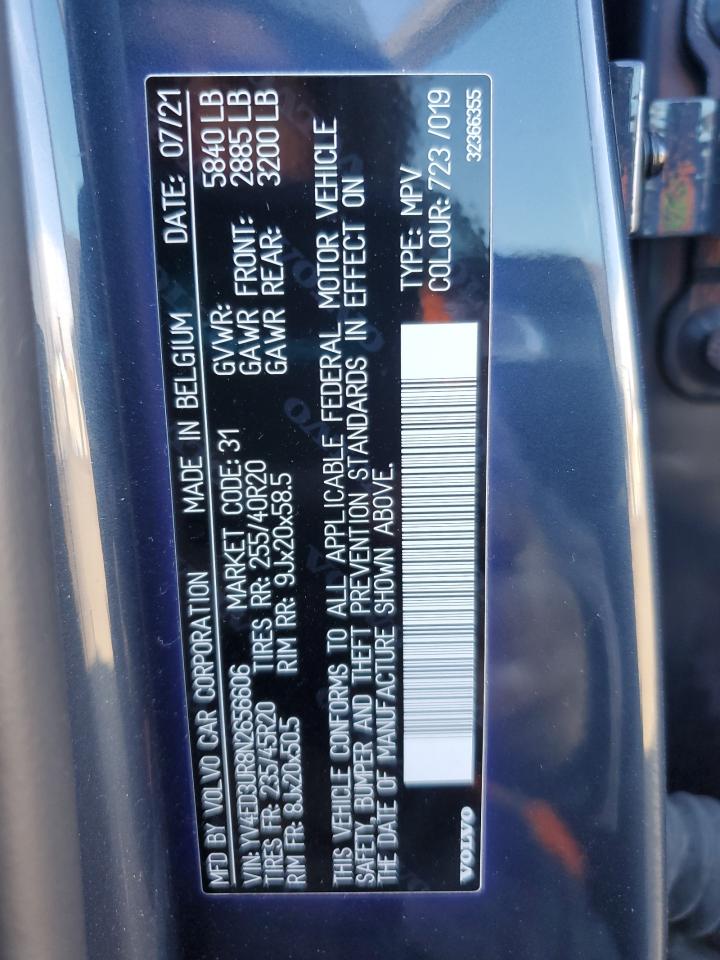 MFD BY VOLVO CAR CORPORATION MADE IN BELGIUM DATE: 07/21
VIN: YV4ED3UR8N2656606 MARKET CODE: 31 GVWR: 5840 LB
TIRES FR: 235/45R20 TIRES RR: 255/40R20 GAWR FRONT: 2885 LB
RIM FR: 8Jx20x50.5 RIM RR: 9Jx20x58.5 GAWR REAR: 3200 LB
THIS VEHICLE CONFORMS TO ALL APPLICABLE FEDERAL MOTOR VEHICLE
SAFETY, BUMPER AND THEFT PREVENTION STANDARDS IN EFFECT ON
THE DATE OF MANUFACTURE SHOWN ABOVE.
TYPE: MPV
COLOUR: 723 /019
VOLVO 32366355